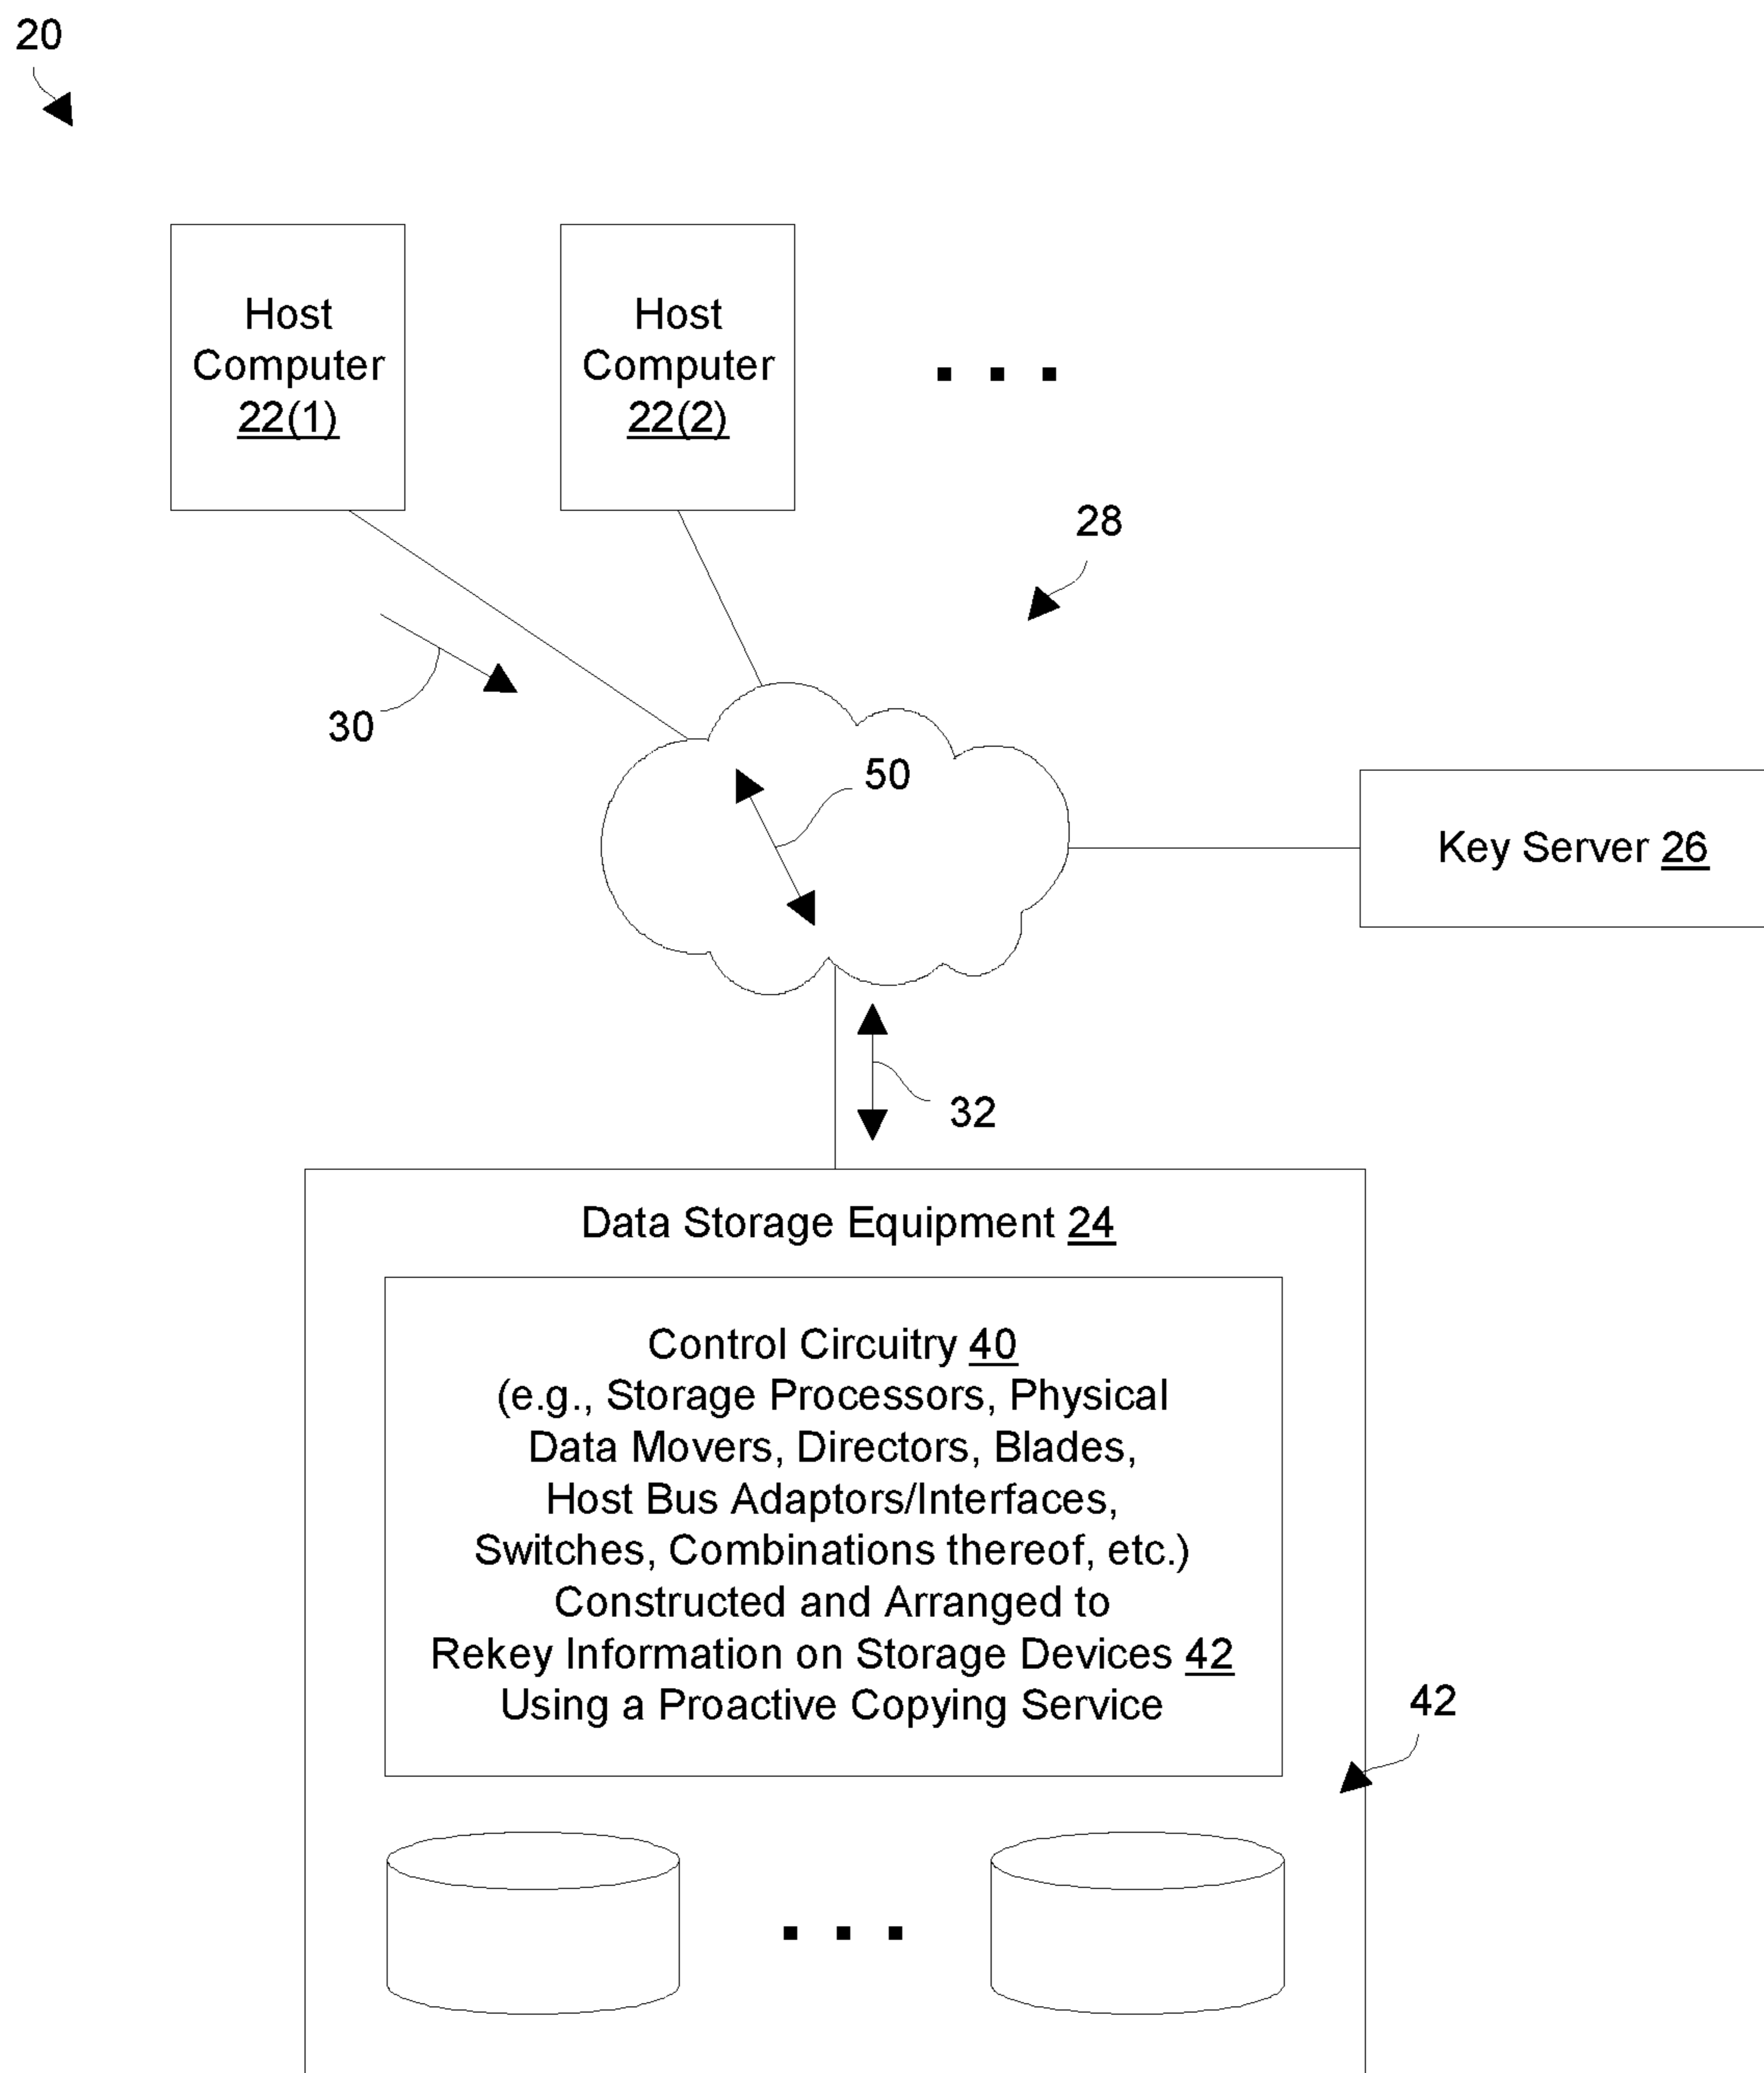 20
Host
Computer
22(1)
Host
Computer
22(2)
28
30
50
Key Server 26
32
Data Storage Equipment 24
Control Circuitry 40
(e.g., Storage Processors, Physical
Data Movers, Directors, Blades,
Host Bus Adaptors/Interfaces,
Switches, Combinations thereof, etc.)
Constructed and Arranged to
Rekey Information on Storage Devices 42
Using a Proactive Copying Service
42